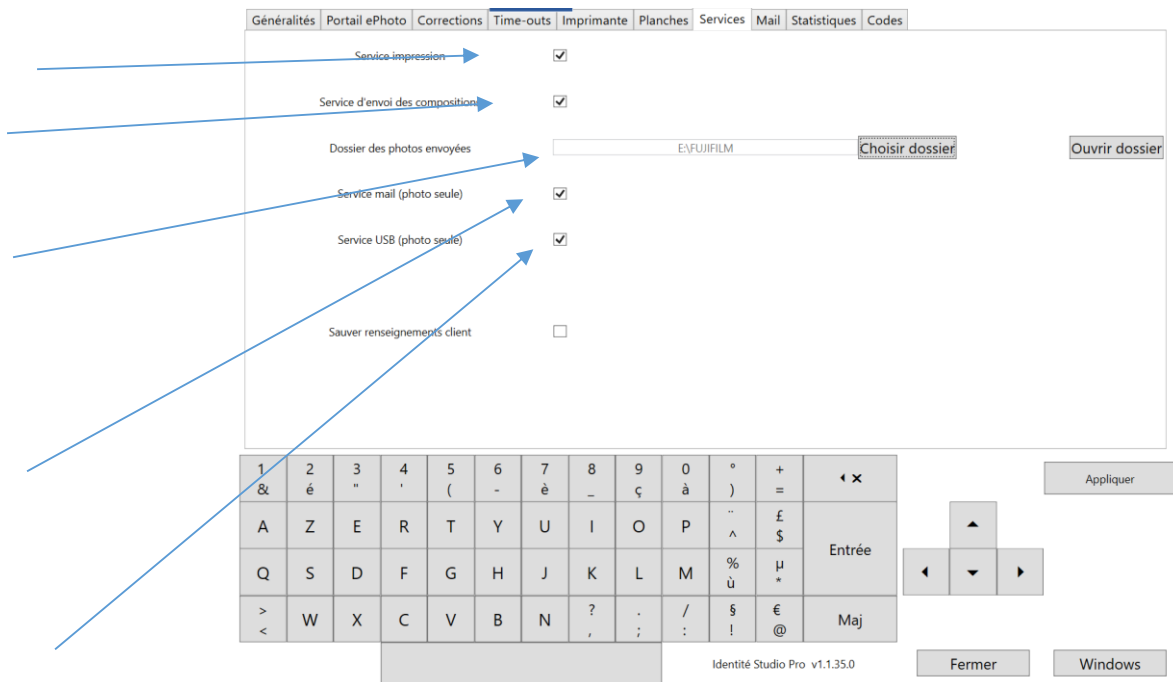 Généralités Portail ePhoto Corrections Time-outs Imprimante Planches Services Mail Statistiques Codes
Service impression
Service d'envoi des compositions
Dossier des photos envoyées E:\FUJIFILM Choisir dossier Ouvrir dossier
Service mail (photo seule)
Service USB (photo seule)
Sauver renseignements client
1 2 3 4 5 6 7 8 9 0 ° +
& é " ' ( - è _ ç à ) =
Appliquer
A Z E R T Y U I O P ¨ ^ £ $
Entrée
Q S D F G H J K L M % ù µ *
> < W X C V B N ? , . ; / : § ! € @ Maj
Identité Studio Pro v1.1.35.0 Fermer Windows